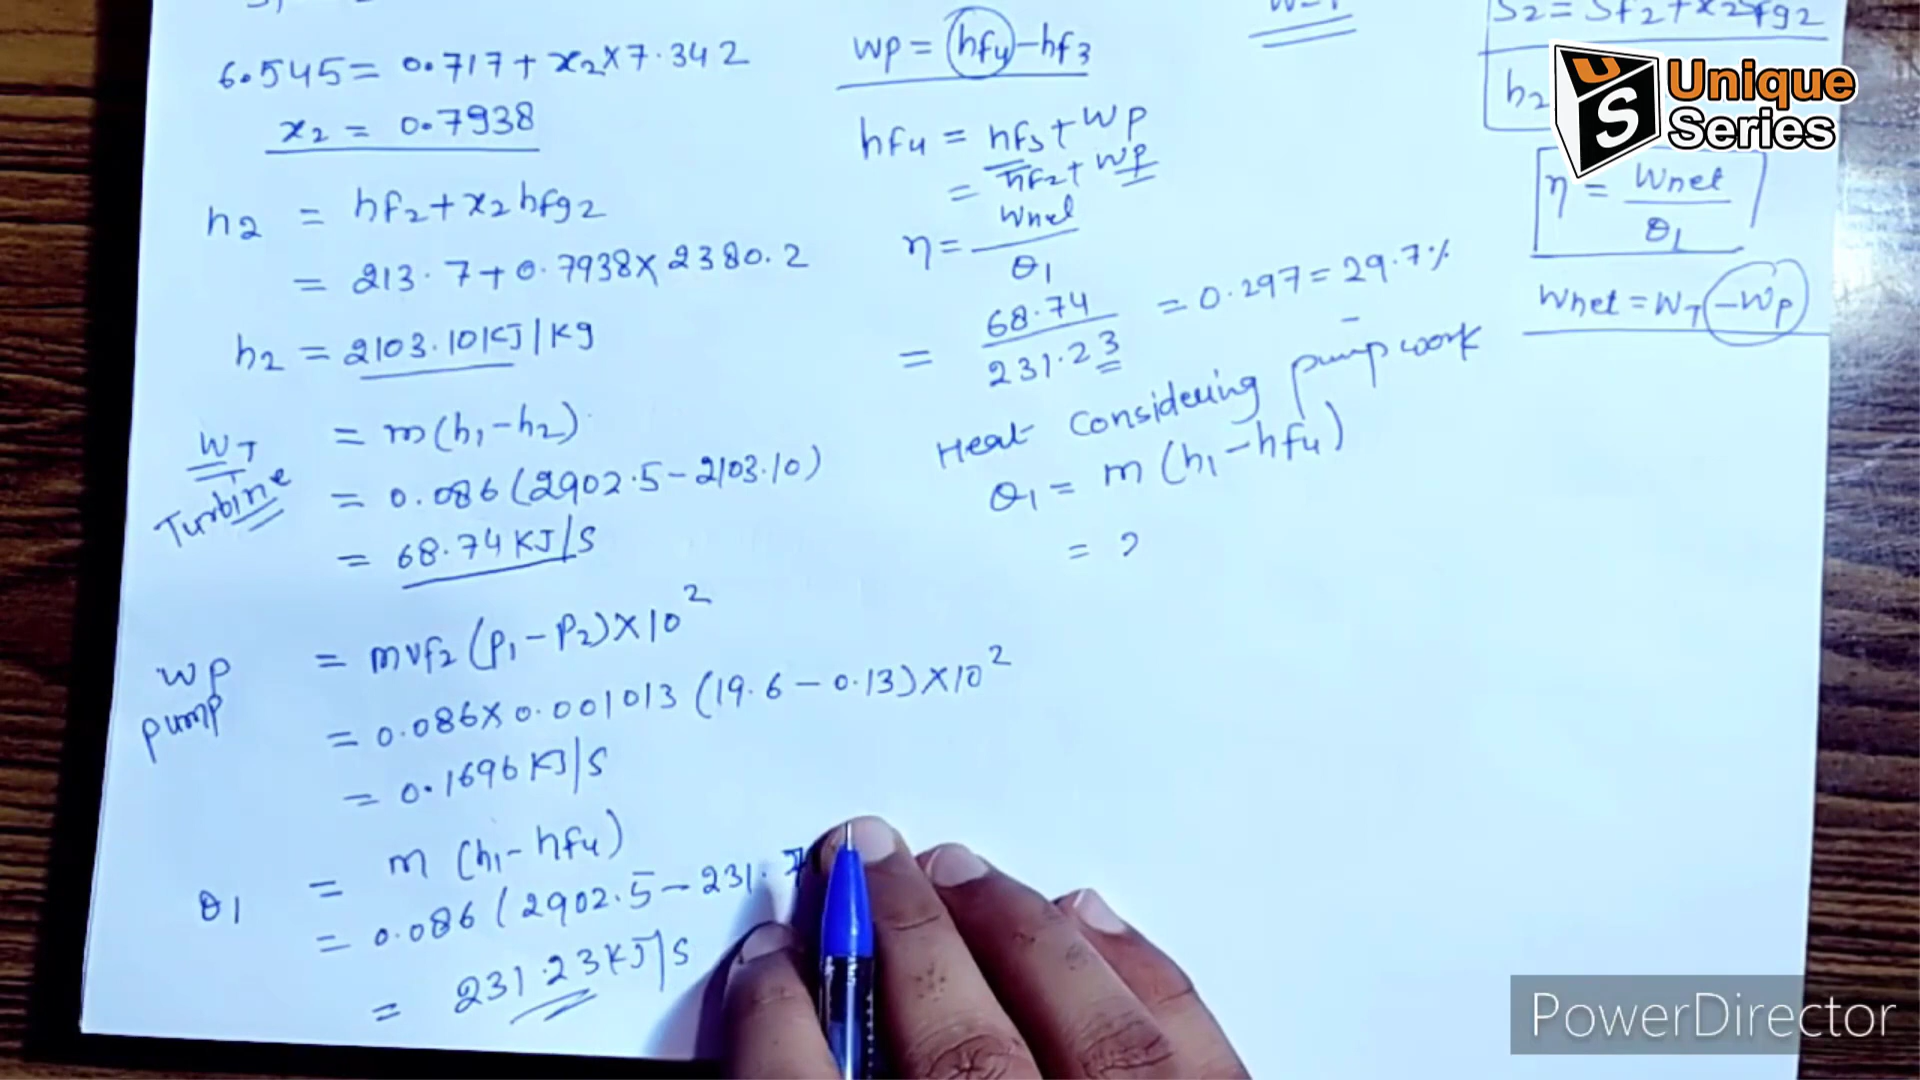 6.545 = 0.717 + x2 × 7.342
x2 = 0.7938
h2 = hf2 + x2 hfg2
= 213.7 + 0.7938 × 2380.2
h2 = 2103.10 KJ/Kg
WT = m(h1 - h2)
Turbine = 0.086 (2902.5 - 2103.10)
= 68.74 KJ/S
WP = mvf2 (P1 - P2) × 10²
pump = 0.086 × 0.001013 (19.6 - 0.13) × 10²
= 0.1696 KJ/S
θ1 = m (h1 - hf4)
= 0.086 (2902.5 - 231.7
= 231.23 KJ/S
WP = hf4 - hf3
hf4 = hf3 + WP
= hf2 + WP
η = Wnet / θ1
= 68.74 / 231.23 = 0.297 = 29.7%
Heat Considering pump work
θ1 = m (h1 - hf4)
= 2
S2 = Sf2 + x2 Sfg2
h2
η = Wnet / θ1
Wnet = WT - WP
US Unique
Series
PowerDirector